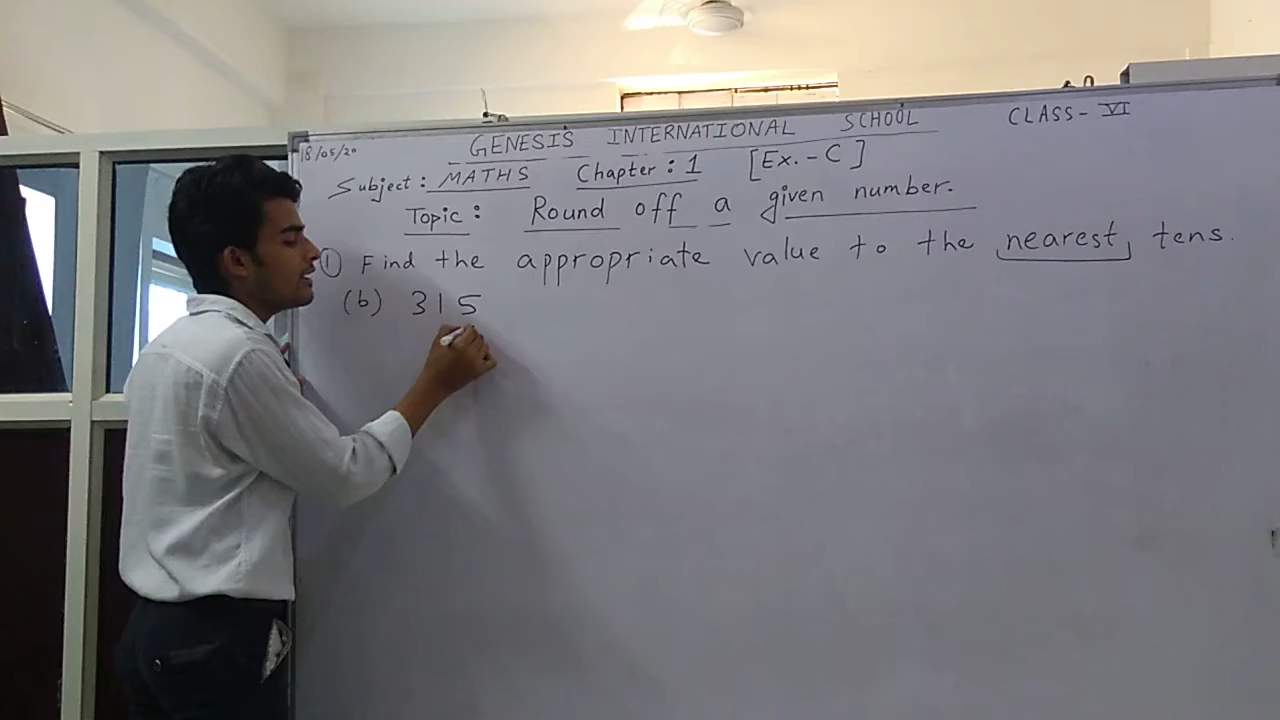 GENESIS INTERNATIONAL SCHOOL CLASS- VI
18/05/20
Subject: MATHS Chapter: 1 [Ex. - C]
Topic: Round off a given number.
① Find the appropriate value to the nearest tens.
(b) 315